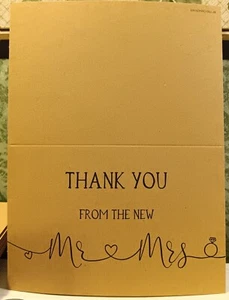 THANK YOU
FROM THE NEW
Mr Mrs